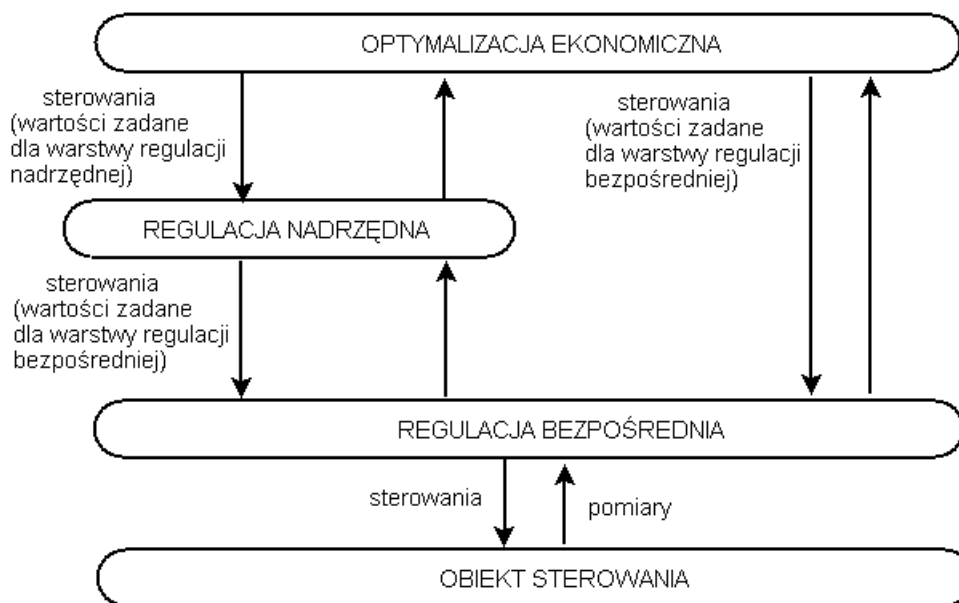 OPTYMALIZACJA EKONOMICZNA
sterowania
(wartości zadane
dla warstwy regulacji
nadrzędnej)
sterowania
(wartości zadane
dla warstwy regulacji
bezpośredniej)
REGULACJA NADRZĘDNA
sterowania
(wartości zadane
dla warstwy regulacji
bezpośredniej)
REGULACJA BEZPOŚREDNIA
sterowania
pomiary
OBIEKT STEROWANIA